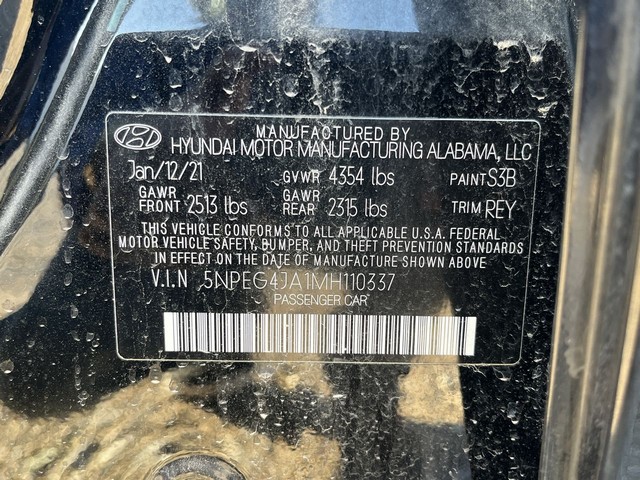 MANUFACTURED BY
HYUNDAI MOTOR MANUFACTURING ALABAMA, LLC
Jan/12/21 GVWR 4354 lbs PAINT S3B
GAWR FRONT 2513 lbs GAWR REAR 2315 lbs TRIM REY
THIS VEHICLE CONFORMS TO ALL APPLICABLE U.S.A. FEDERAL
MOTOR VEHICLE SAFETY, BUMPER, AND THEFT PREVENTION STANDARDS
IN EFFECT ON THE DATE OF MANUFACTURE SHOWN ABOVE
V.I.N 5NPEG4JA1MH110337
PASSENGER CAR